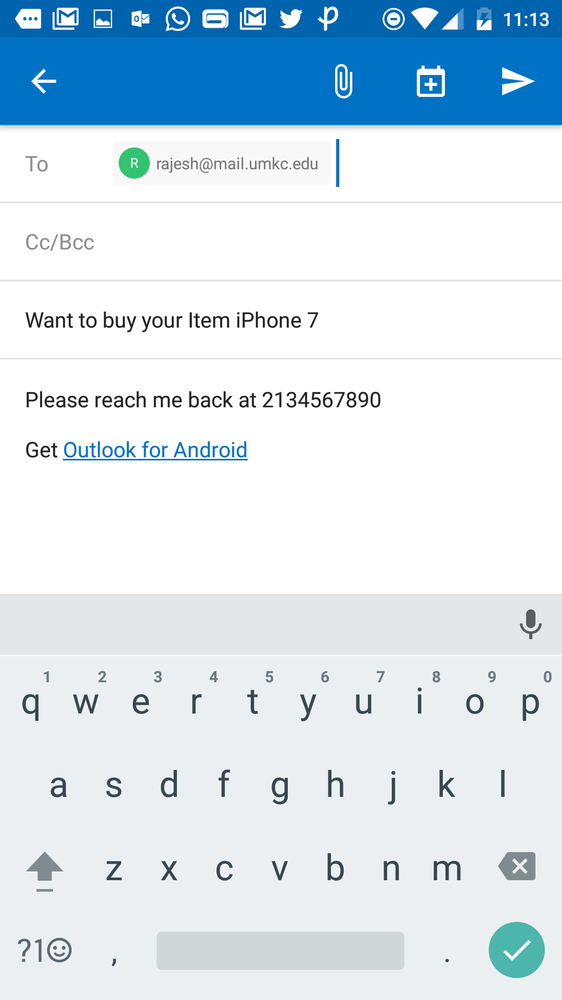 11:13
To R rajesh@mail.umkc.edu
Cc/Bcc
Want to buy your Item iPhone 7
Please reach me back at 2134567890
Get Outlook for Android
1 2 3 4 5 6 7 8 9 0
q w e r t y u i o p
a s d f g h j k l
z x c v b n m
?1 , .